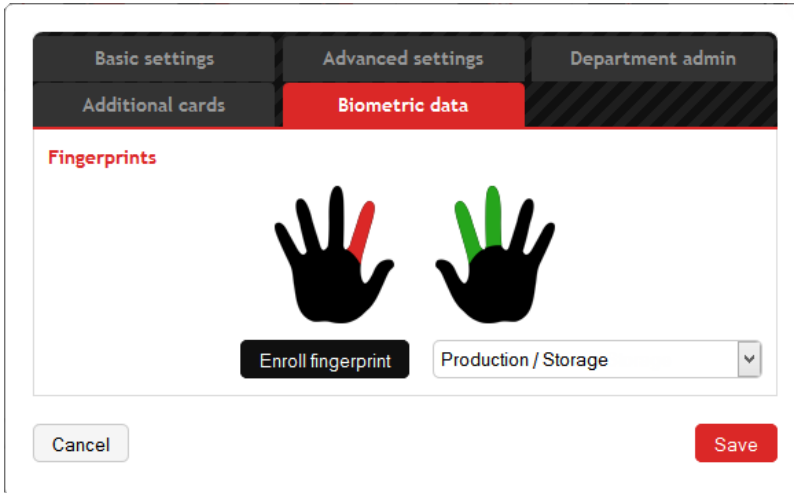 Basic settings
Advanced settings
Department admin
Additional cards
Biometric data
Fingerprints
Enroll fingerprint
Production / Storage
Cancel
Save